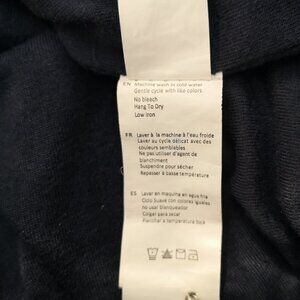 EN Machine wash in cold water
Gentle cycle with like colors.
No bleach
Hang To Dry
Low iron
FR Laver à la machine à l'eau froide
Laver au cycle délicat avec des
couleurs semblables
Ne pas utiliser d'agent de
blanchiment
Suspendre pour sécher
Repasser à basse température
ES Lavar en maquina en agua fria
Ciclo Suave con colores iguales
no usar blanqueador
Colgar para secar
Planchar a temperatura baja